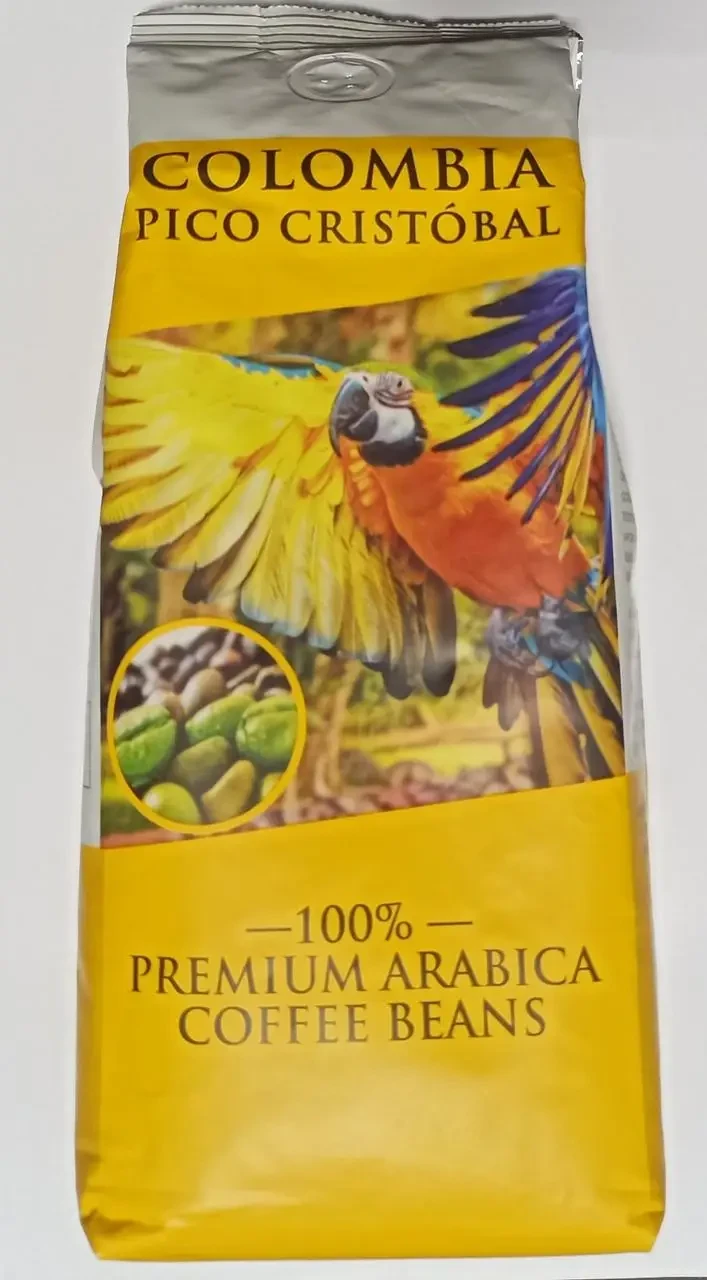 COLOMBIA
PICO CRISTÓBAL
—100%—
PREMIUM ARABICA
COFFEE BEANS